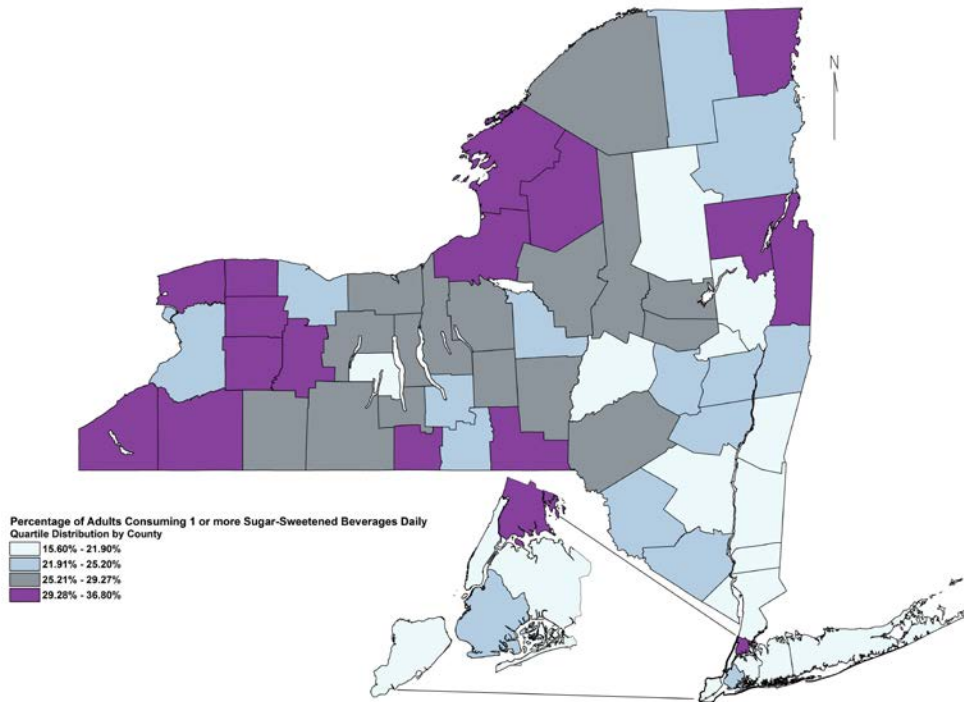 N
Percentage of Adults Consuming 1 or more Sugar-Sweetened Beverages Daily
Quartile Distribution by County
15.60% - 21.90%
21.91% - 25.20%
25.21% - 29.27%
29.28% - 36.80%